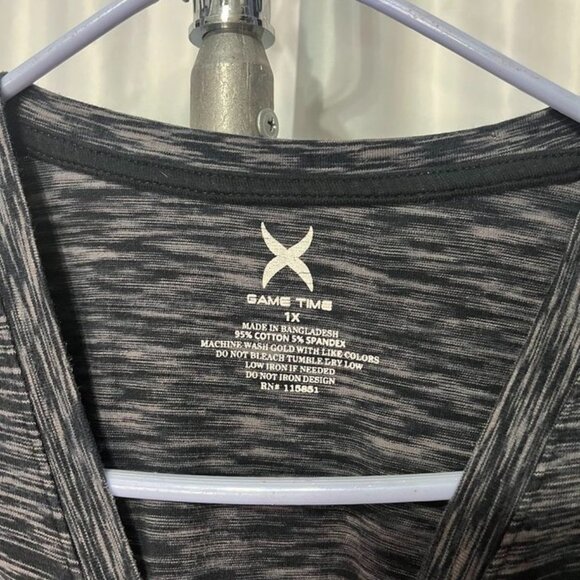 GAME TIME
1X
MADE IN BANGLADESH
95% COTTON 5% SPANDEX
MACHINE WASH GOLD WITH LIKE COLORS
DO NOT BLEACH TUMBLE DRY LOW
LOW IRON IF NEEDED
DO NOT IRON DESIGN
RN# 115851